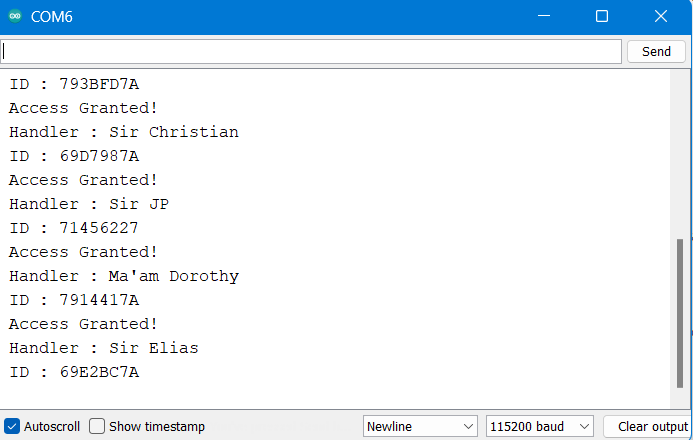 COM6
Send
ID : 793BFD7A
Access Granted!
Handler : Sir Christian
ID : 69D7987A
Access Granted!
Handler : Sir JP
ID : 71456227
Access Granted!
Handler : Ma'am Dorothy
ID : 7914417A
Access Granted!
Handler : Sir Elias
ID : 69E2BC7A
Autoscroll Show timestamp Newline 115200 baud Clear output